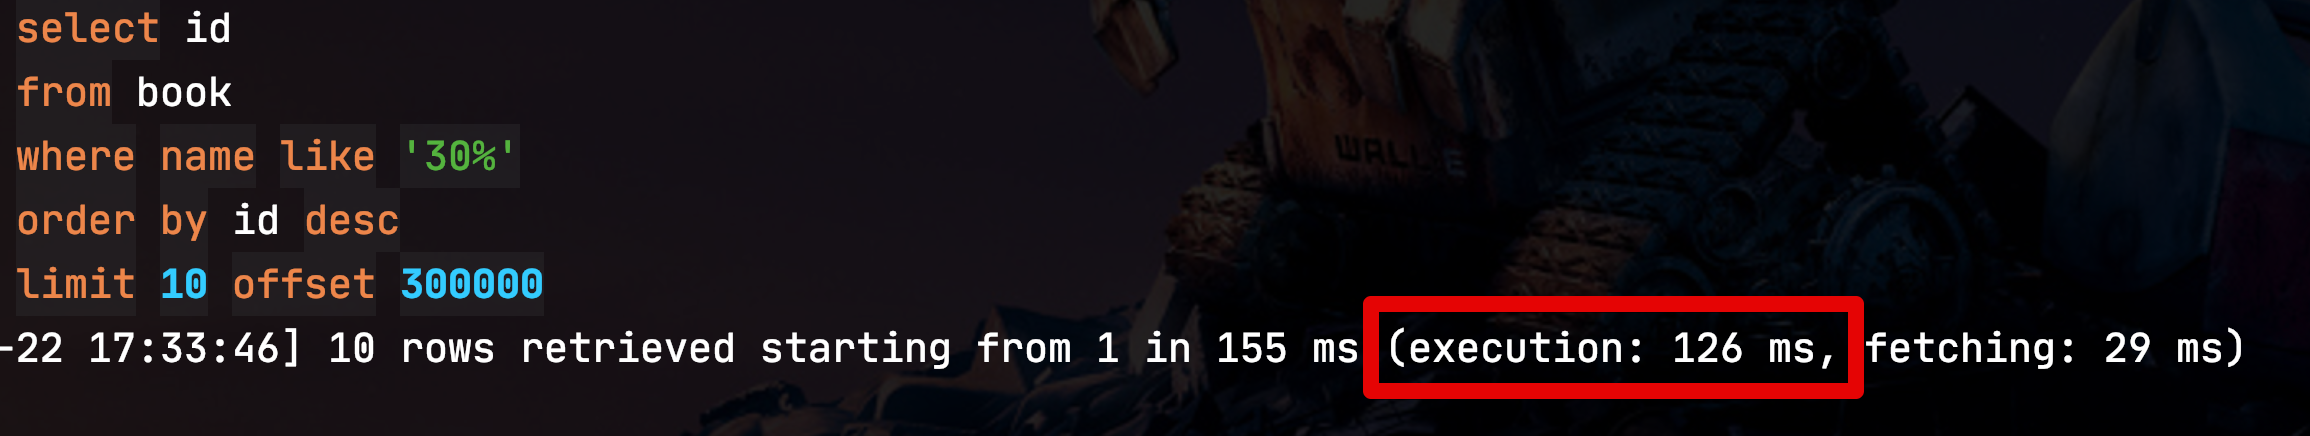 select id
from book
where name like '30%'
order by id desc
limit 10 offset 300000
-22 17:33:46] 10 rows retrieved starting from 1 in 155 ms (execution: 126 ms, fetching: 29 ms)
WALL E